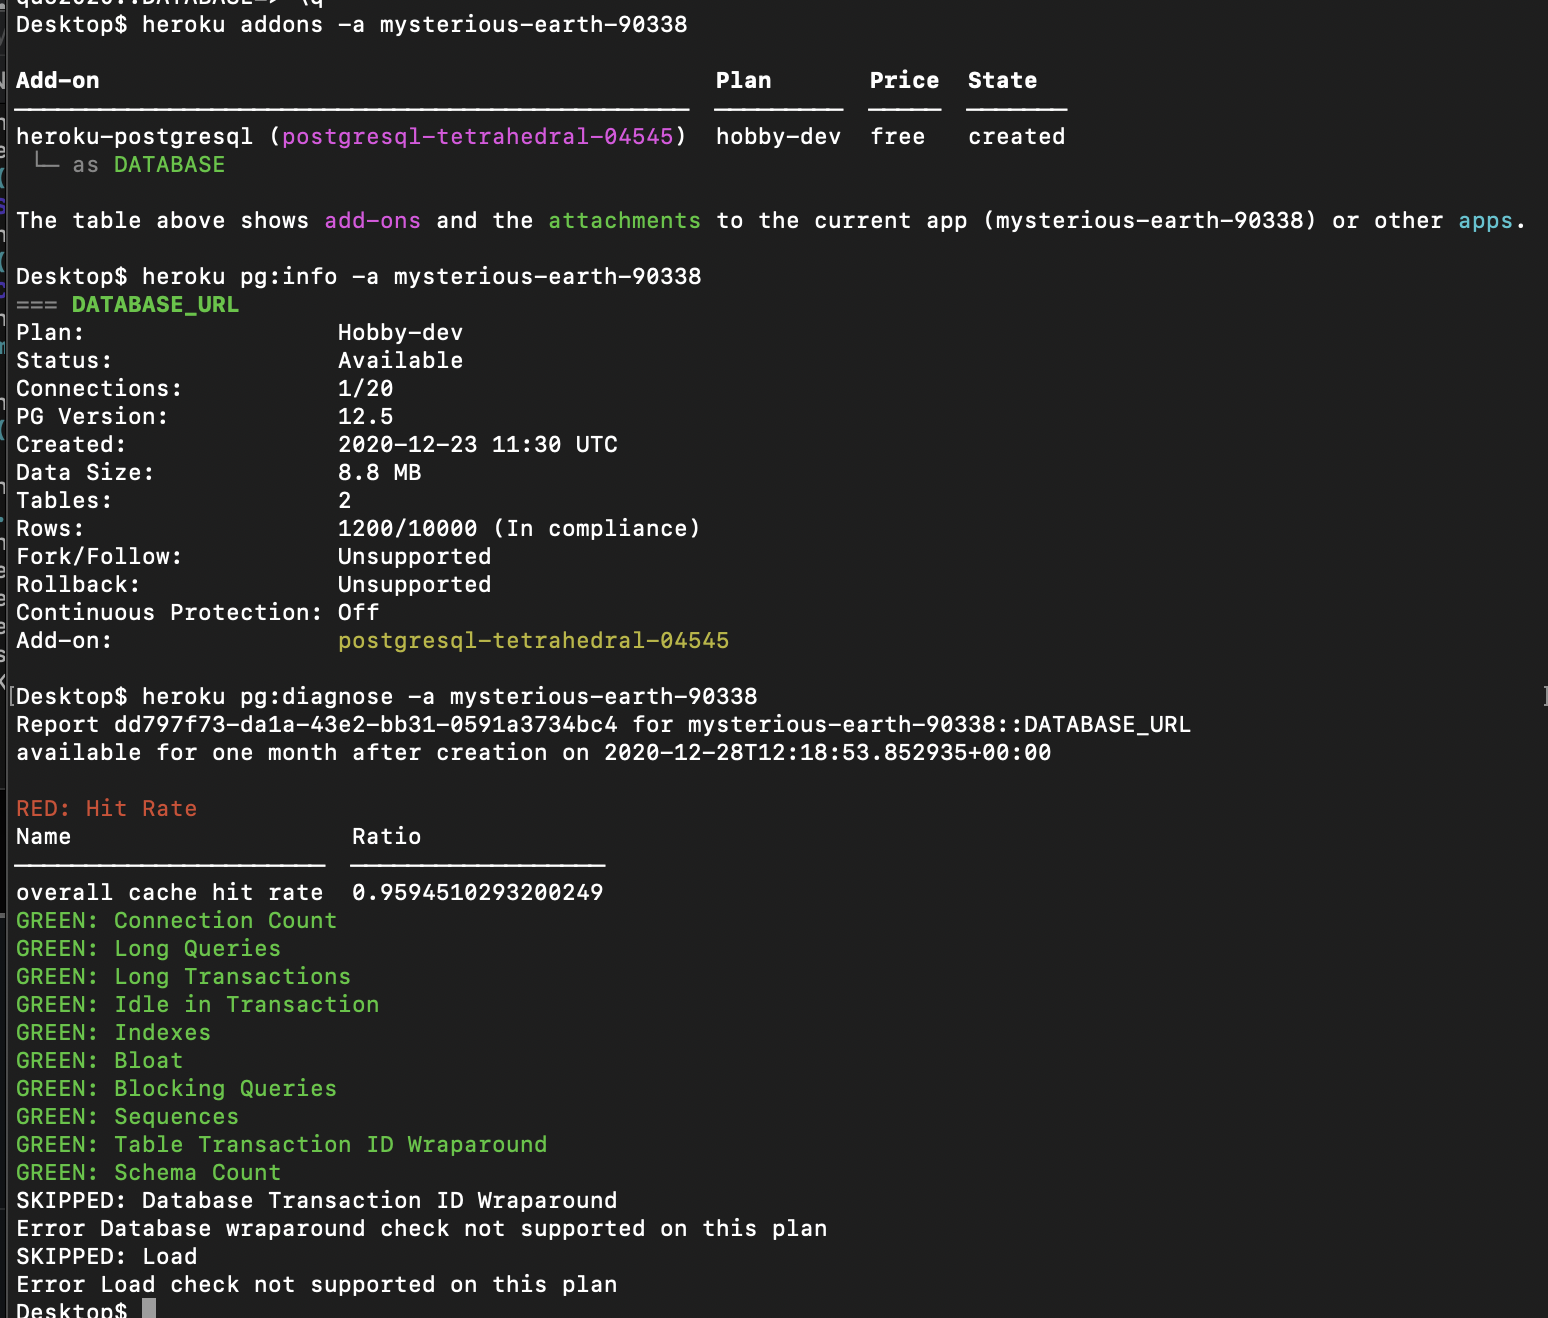 Desktop$ heroku addons -a mysterious-earth-90338
Add-on Plan Price State
heroku-postgresql (postgresql-tetrahedral-04545) hobby-dev free created
└─ as DATABASE
The table above shows add-ons and the attachments to the current app (mysterious-earth-90338) or other apps.
Desktop$ heroku pg:info -a mysterious-earth-90338
=== DATABASE_URL
Plan: Hobby-dev
Status: Available
Connections: 1/20
PG Version: 12.5
Created: 2020-12-23 11:30 UTC
Data Size: 8.8 MB
Tables: 2
Rows: 1200/10000 (In compliance)
Fork/Follow: Unsupported
Rollback: Unsupported
Continuous Protection: Off
Add-on: postgresql-tetrahedral-04545
[Desktop$ heroku pg:diagnose -a mysterious-earth-90338 ]
Report dd797f73-da1a-43e2-bb31-0591a3734bc4 for mysterious-earth-90338::DATABASE_URL
available for one month after creation on 2020-12-28T12:18:53.852935+00:00
RED: Hit Rate
Name Ratio
overall cache hit rate 0.9594510293200249
GREEN: Connection Count
GREEN: Long Queries
GREEN: Long Transactions
GREEN: Idle in Transaction
GREEN: Indexes
GREEN: Bloat
GREEN: Blocking Queries
GREEN: Sequences
GREEN: Table Transaction ID Wraparound
GREEN: Schema Count
SKIPPED: Database Transaction ID Wraparound
Error Database wraparound check not supported on this plan
SKIPPED: Load
Error Load check not supported on this plan
Desktop$